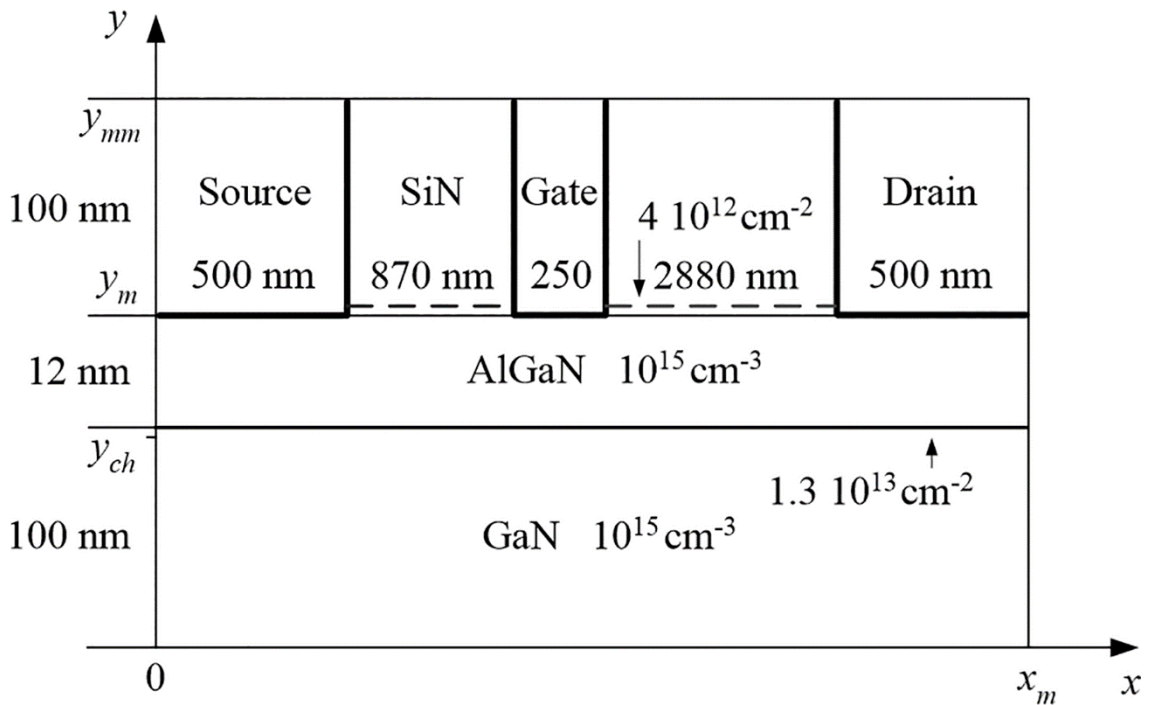 y
y_mm
Source SiN Gate Drain
100 nm 4 10^12 cm^-2
500 nm 870 nm 250 2880 nm 500 nm
y_m
12 nm AlGaN 10^15 cm^-3
y_ch
1.3 10^13 cm^-2
100 nm GaN 10^15 cm^-3
0 x_m x